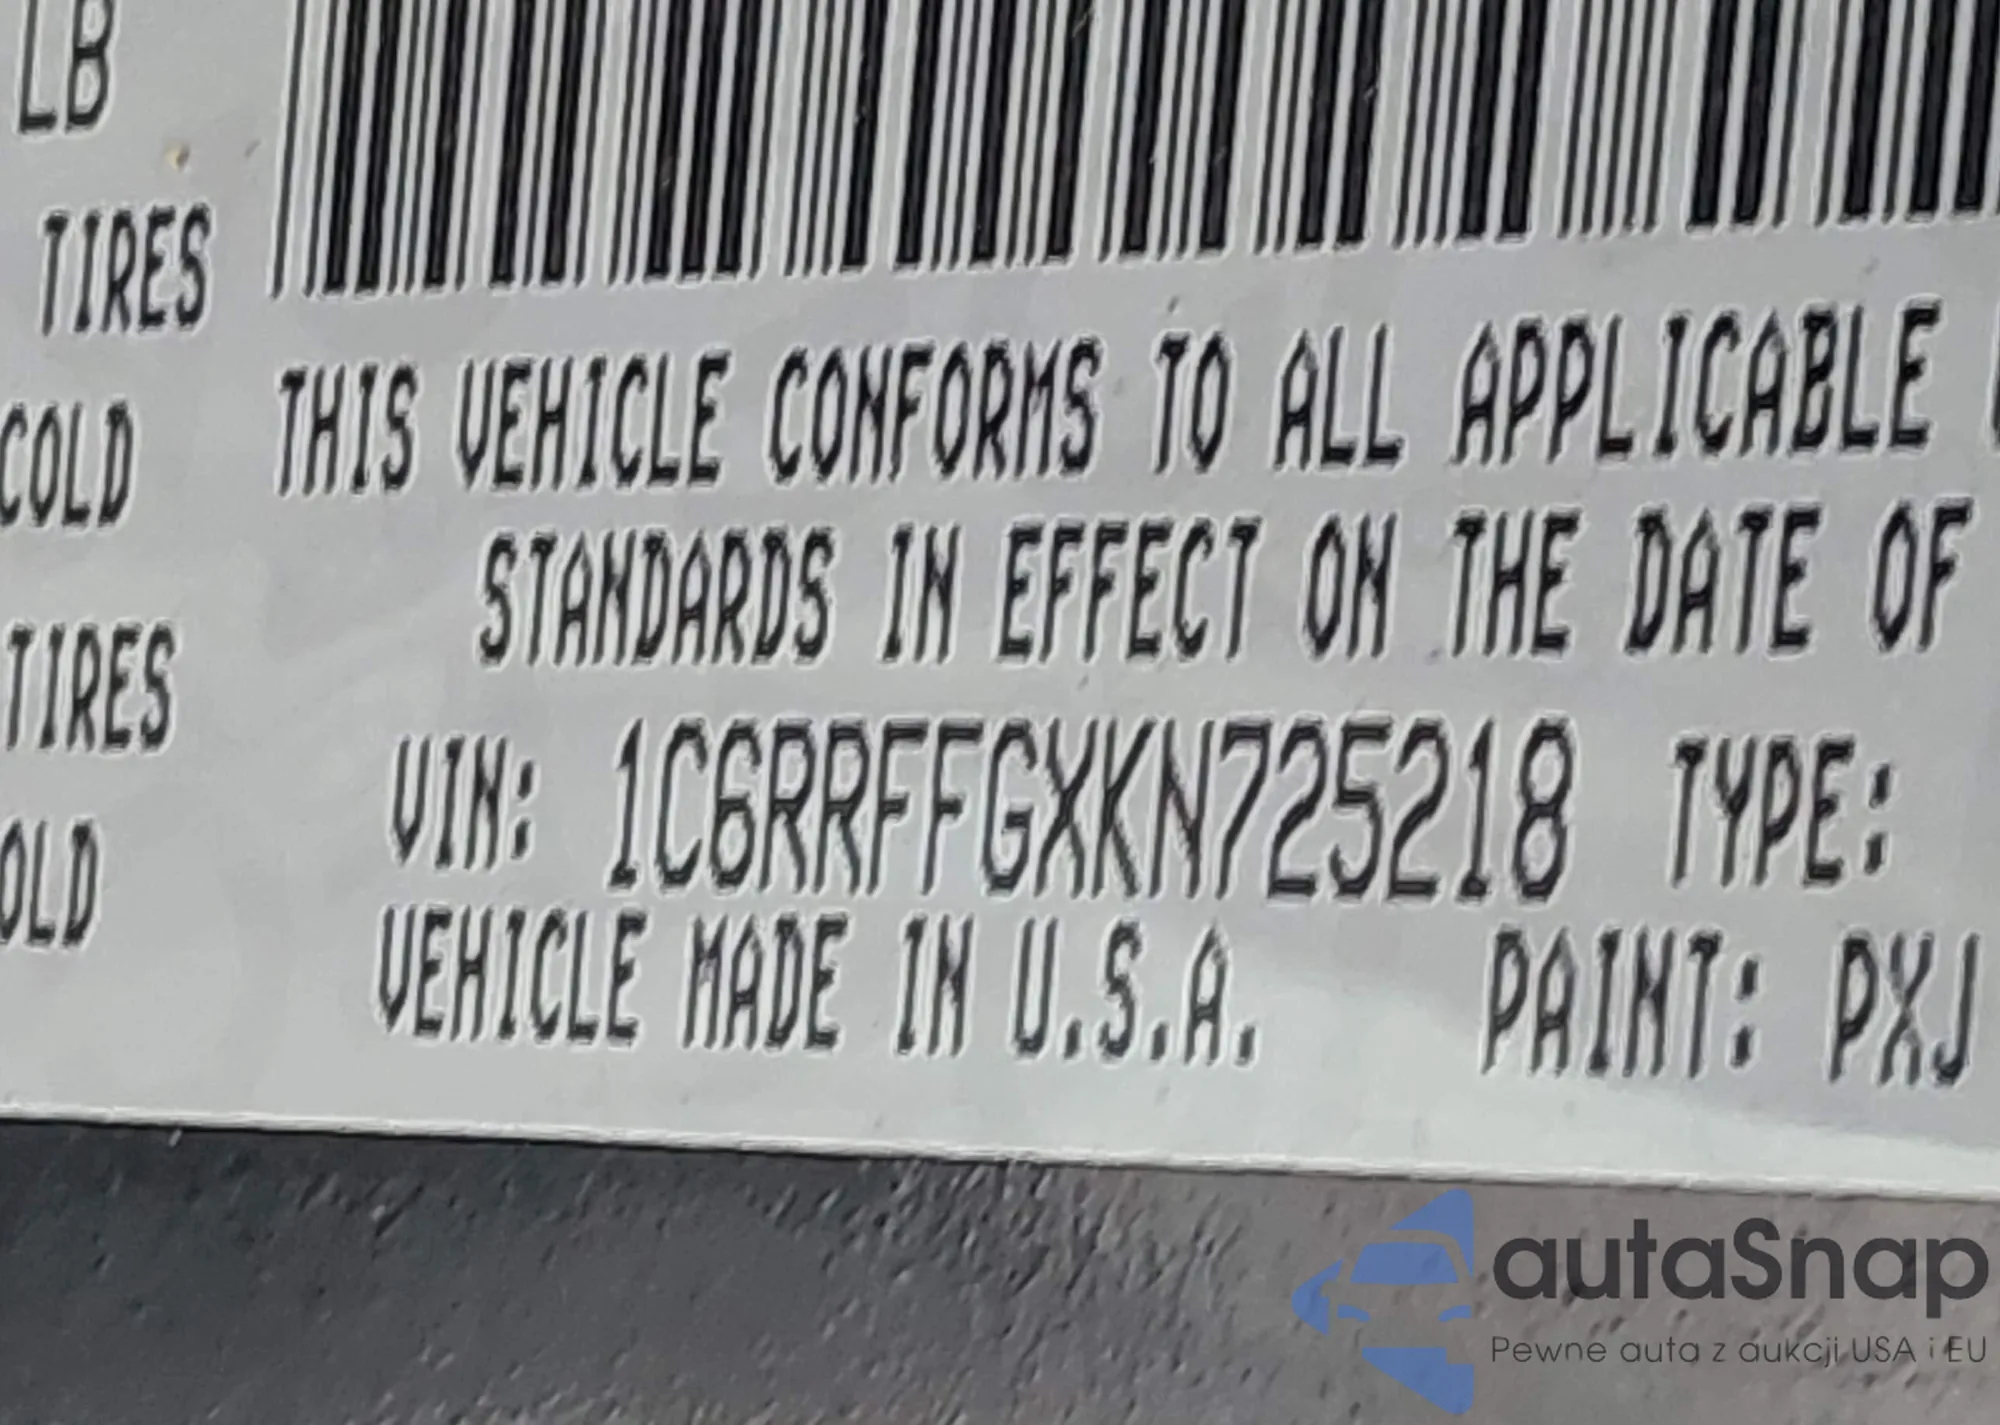 LB
TIRES
COLD
TIRES
OLD
THIS VEHICLE CONFORMS TO ALL APPLICABLE
STANDARDS IN EFFECT ON THE DATE OF
VIN: 1C6RRFFGXKN725218 TYPE:
VEHICLE MADE IN U.S.A. PAINT: PXJ
autaSnap
Pewne auta z aukcji USA i EU